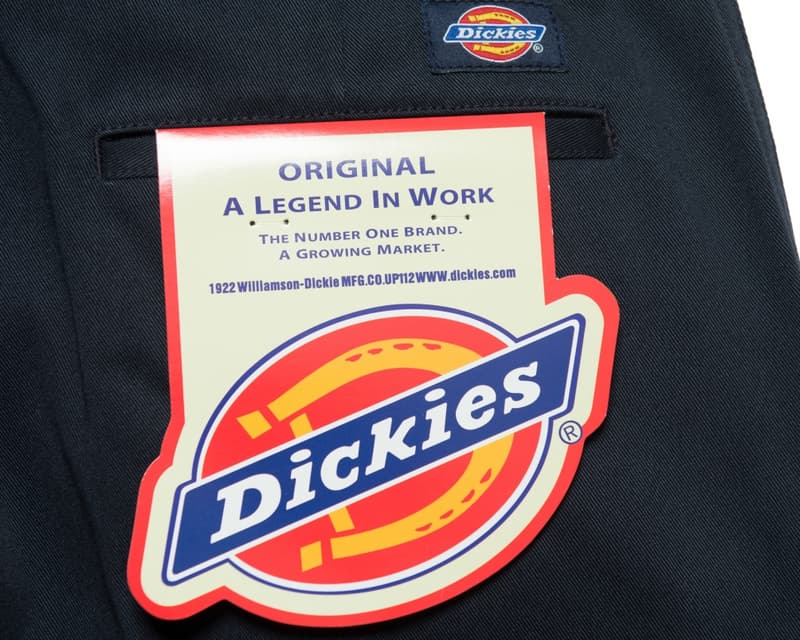 Dickies
®
ORIGINAL
A LEGEND IN WORK
THE NUMBER ONE BRAND.
A GROWING MARKET.
1922 Williamson-Dickie MFG.CO.UP112WWW.dickies.com
Dickies
®